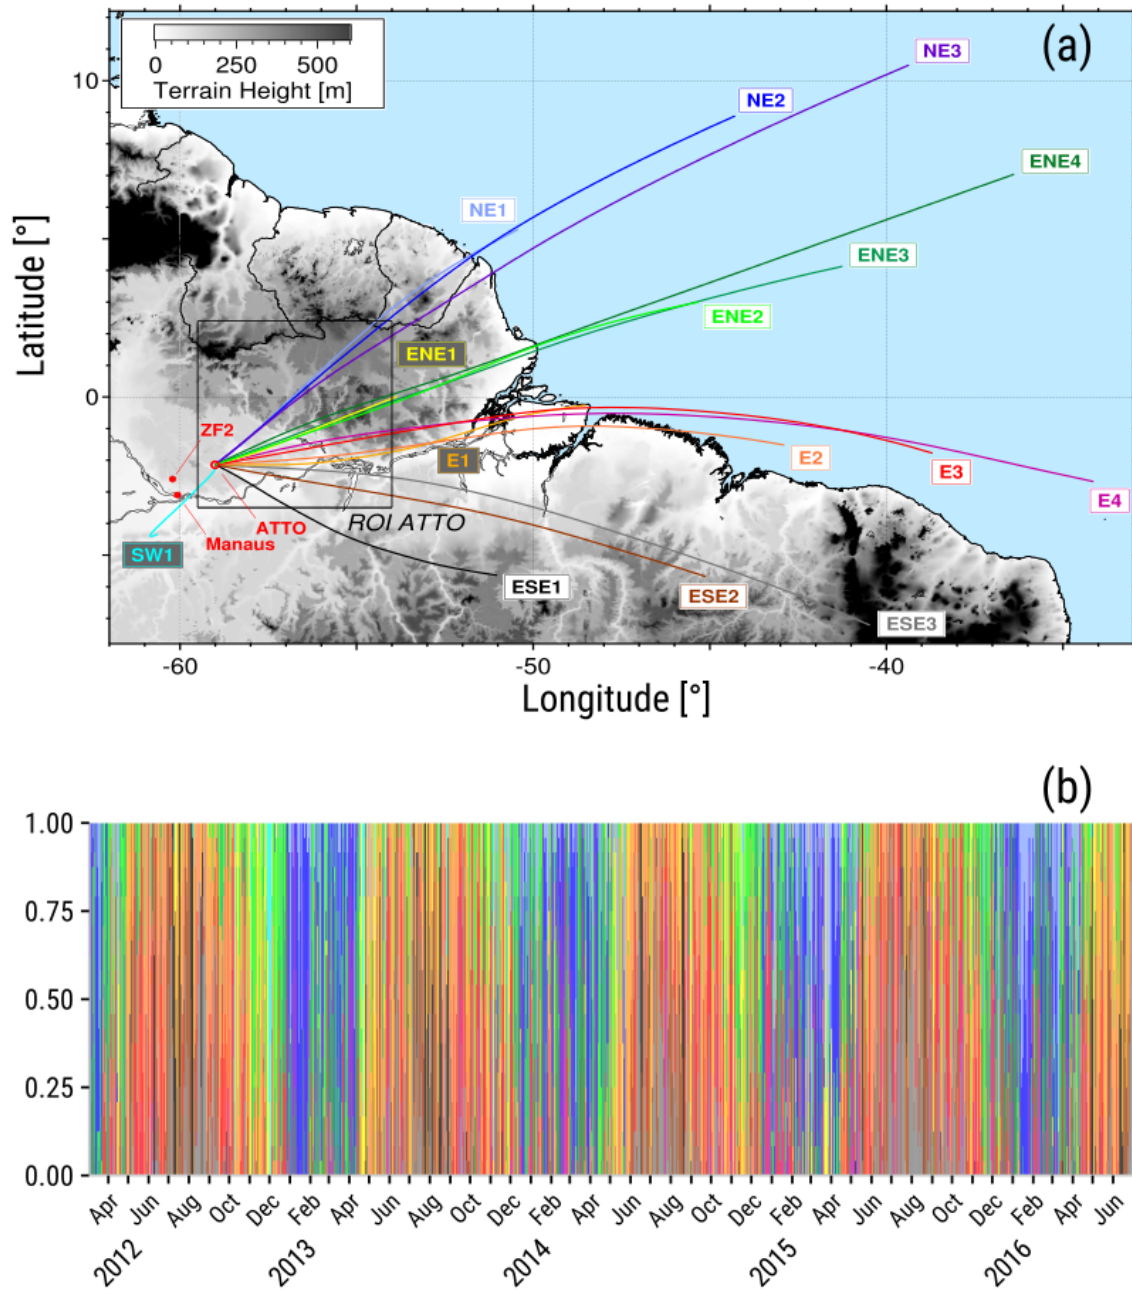 (a)
0 250 500
Terrain Height [m]
NE3
NE2
ENE4
NE1
ENE3
ENE2
ENE1
ZF2
E1
E2
E3
E4
ROI ATTO
ATTO
Manaus
SW1
ESE1
ESE2
ESE3
10
0
Latitude [°]
-60 -50 -40
Longitude [°]
(b)
1.00
0.75
0.50
0.25
0.00
Apr Jun Aug Oct Dec Feb Apr Jun Aug Oct Dec Feb Apr Jun Aug Oct Dec Feb Apr Jun Aug Oct Dec Feb Apr Jun
2012 2013 2014 2015 2016